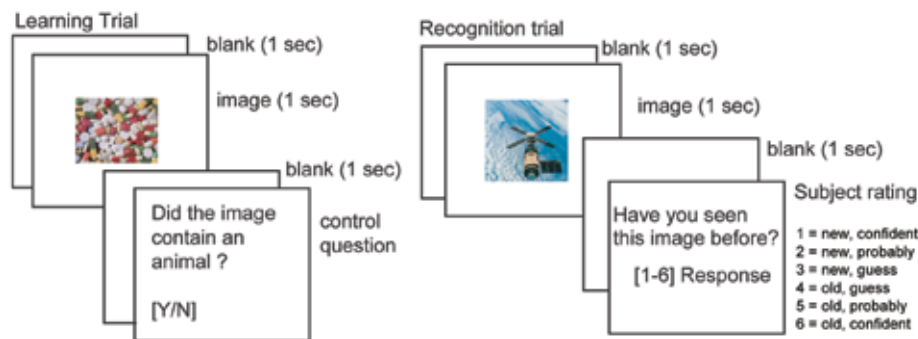 Learning Trial
blank (1 sec)
image (1 sec)
blank (1 sec)
Did the image
contain an
animal ?
[Y/N]
control
question
Recognition trial
blank (1 sec)
image (1 sec)
blank (1 sec)
Have you seen
this image before?
[1-6] Response
Subject rating
1 = new, confident
2 = new, probably
3 = new, guess
4 = old, guess
5 = old, probably
6 = old, confident